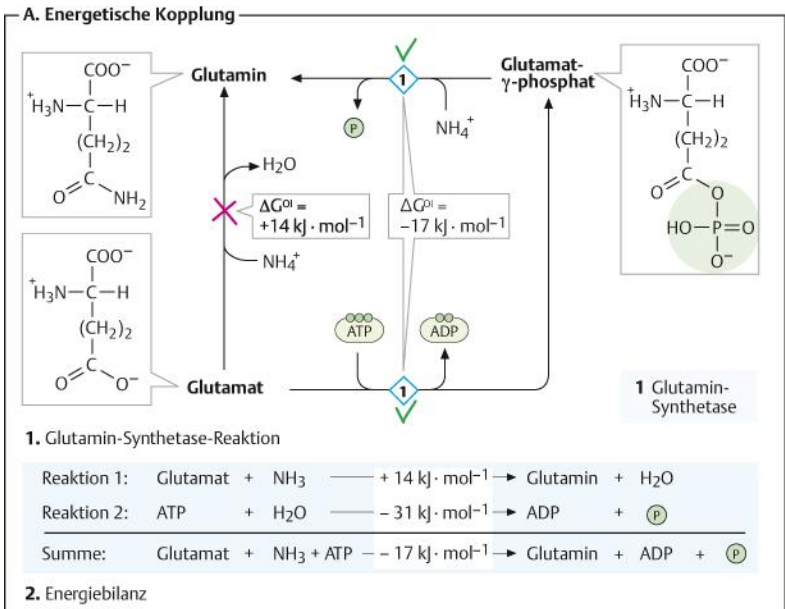 A. Energetische Kopplung
COO⁻
⁺H₃N—C—H
(CH₂)₂
C
O
NH₂
Glutamin
1
P
NH₄⁺
Glutamat-
γ-phosphat
COO⁻
⁺H₃N—C—H
(CH₂)₂
C
O
O
HO—P=O
O⁻
H₂O
ΔG⁰ᴵ =
+14 kJ · mol⁻¹
NH₄⁺
ΔG⁰ᴵ =
−17 kJ · mol⁻¹
COO⁻
⁺H₃N—C—H
(CH₂)₂
C
O
O⁻
Glutamat
ATP
1
ADP
1 Glutamin-
Synthetase
1. Glutamin-Synthetase-Reaktion
Reaktion 1: Glutamat + NH₃ + 14 kJ · mol⁻¹ → Glutamin + H₂O
Reaktion 2: ATP + H₂O − 31 kJ · mol⁻¹ → ADP + P
Summe: Glutamat + NH₃ + ATP − 17 kJ · mol⁻¹ → Glutamin + ADP + P
2. Energiebilanz